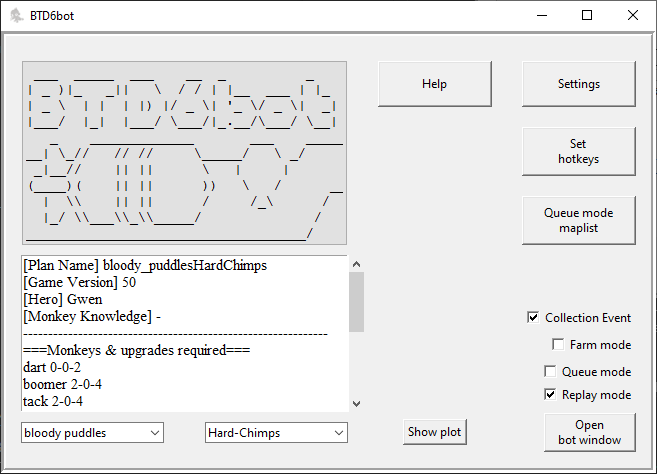 BTD6bot
BTD6bot
Help
Settings
Set
hotkeys
Queue mode
maplist
[Plan Name] bloody_puddlesHardChimps
[Game Version] 50
[Hero] Gwen
[Monkey Knowledge] -
-------------------------------------------------------------
===Monkeys & upgrades required===
dart 0-0-2
boomer 2-0-4
tack 2-0-4
Collection Event
Farm mode
Queue mode
Replay mode
bloody puddles
Hard-Chimps
Show plot
Open
bot window